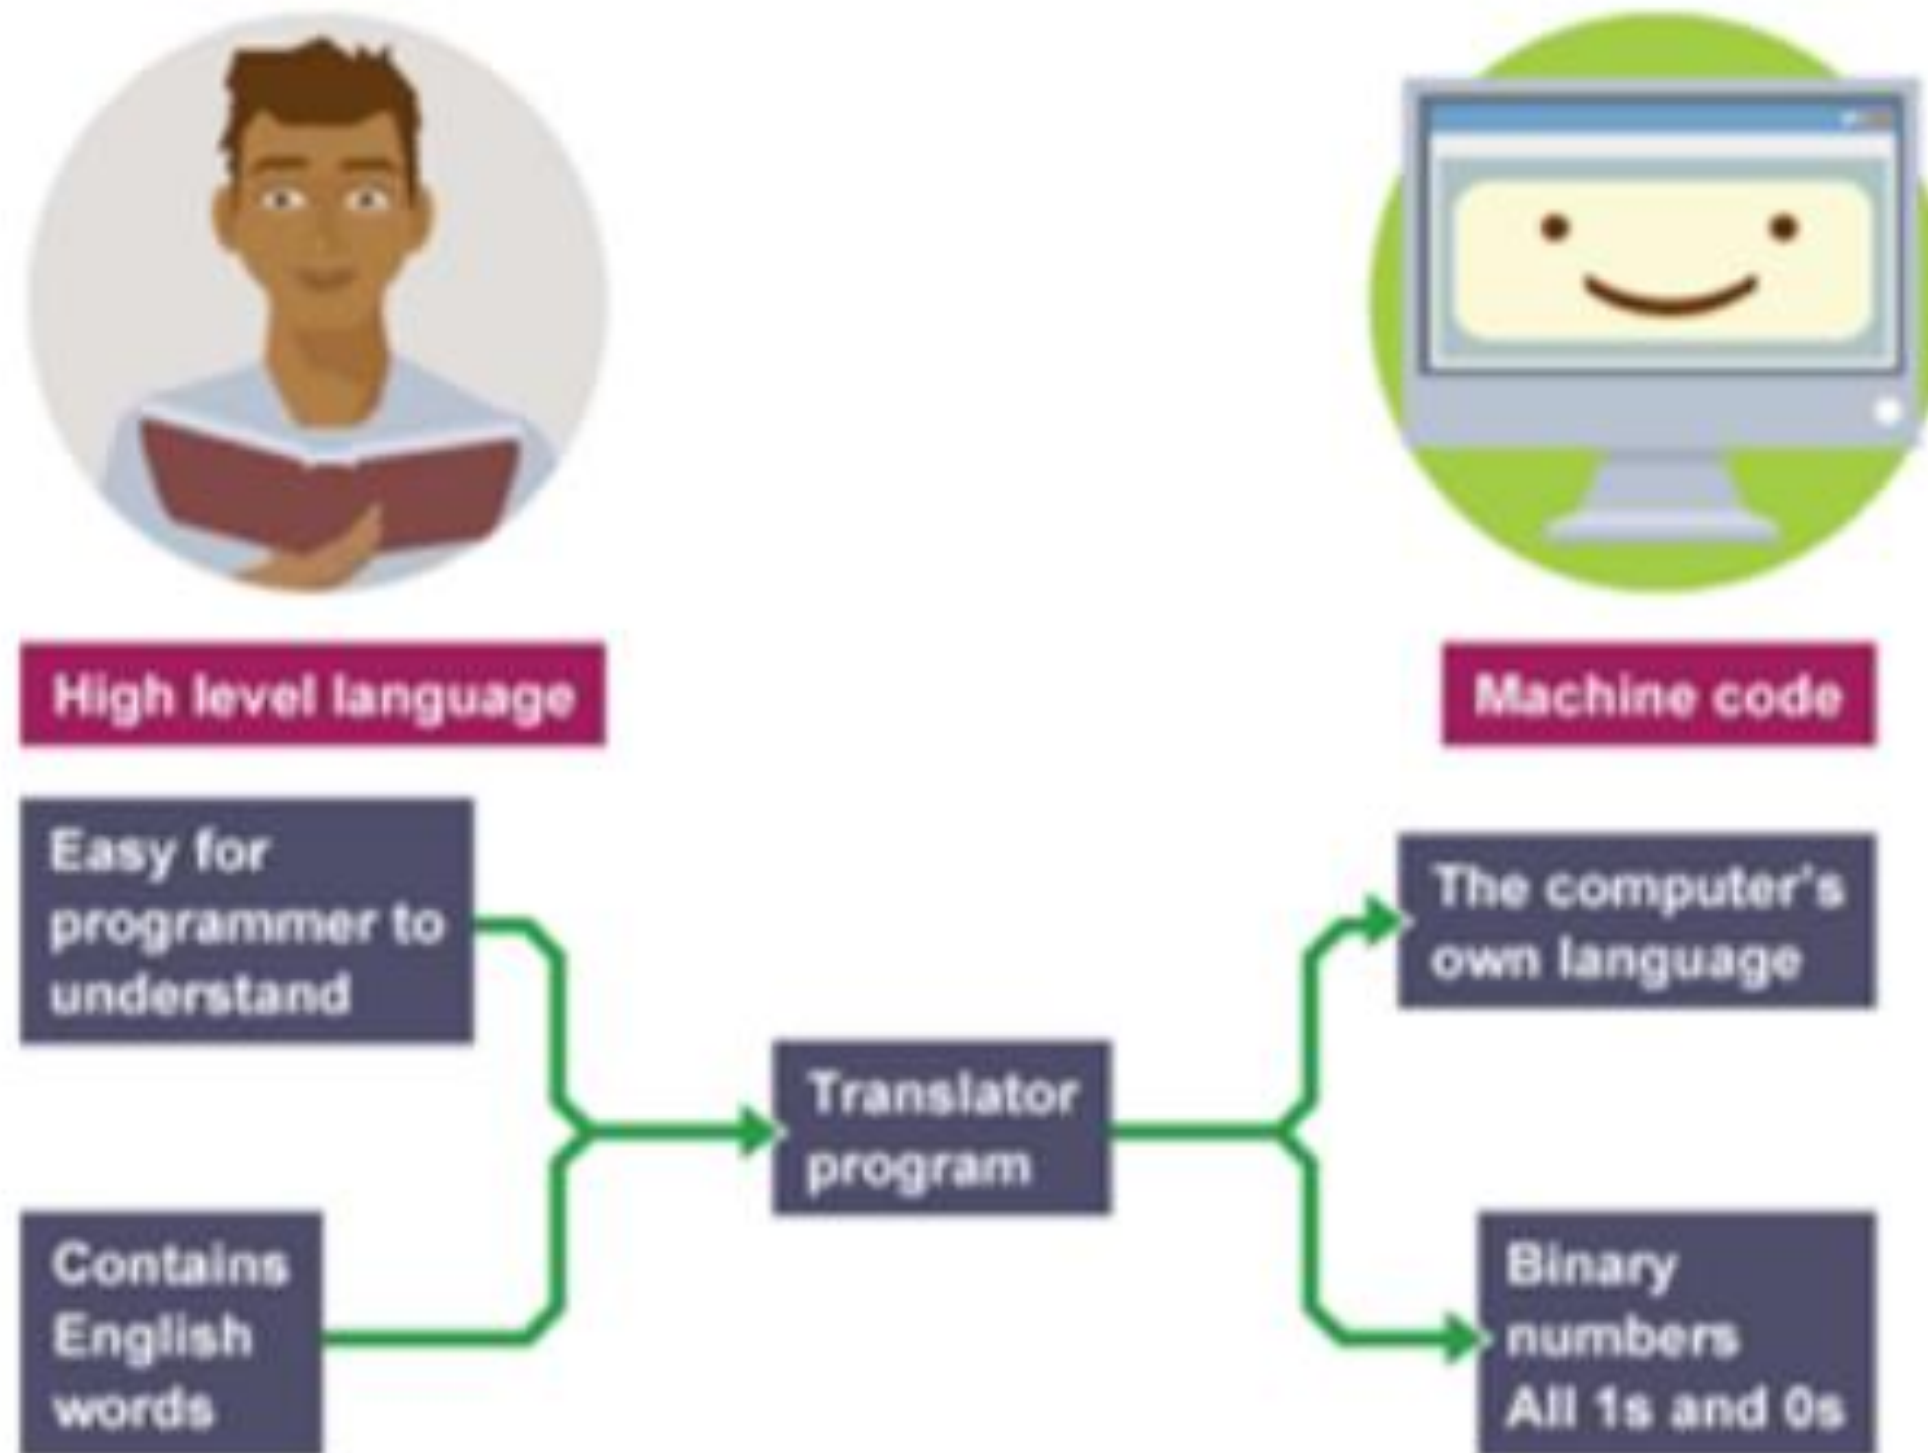 High level language
Machine code
Easy for
programmer to
understand
The computer's
own language
Translator
program
Contains
English
words
Binary
numbers
All 1s and 0s